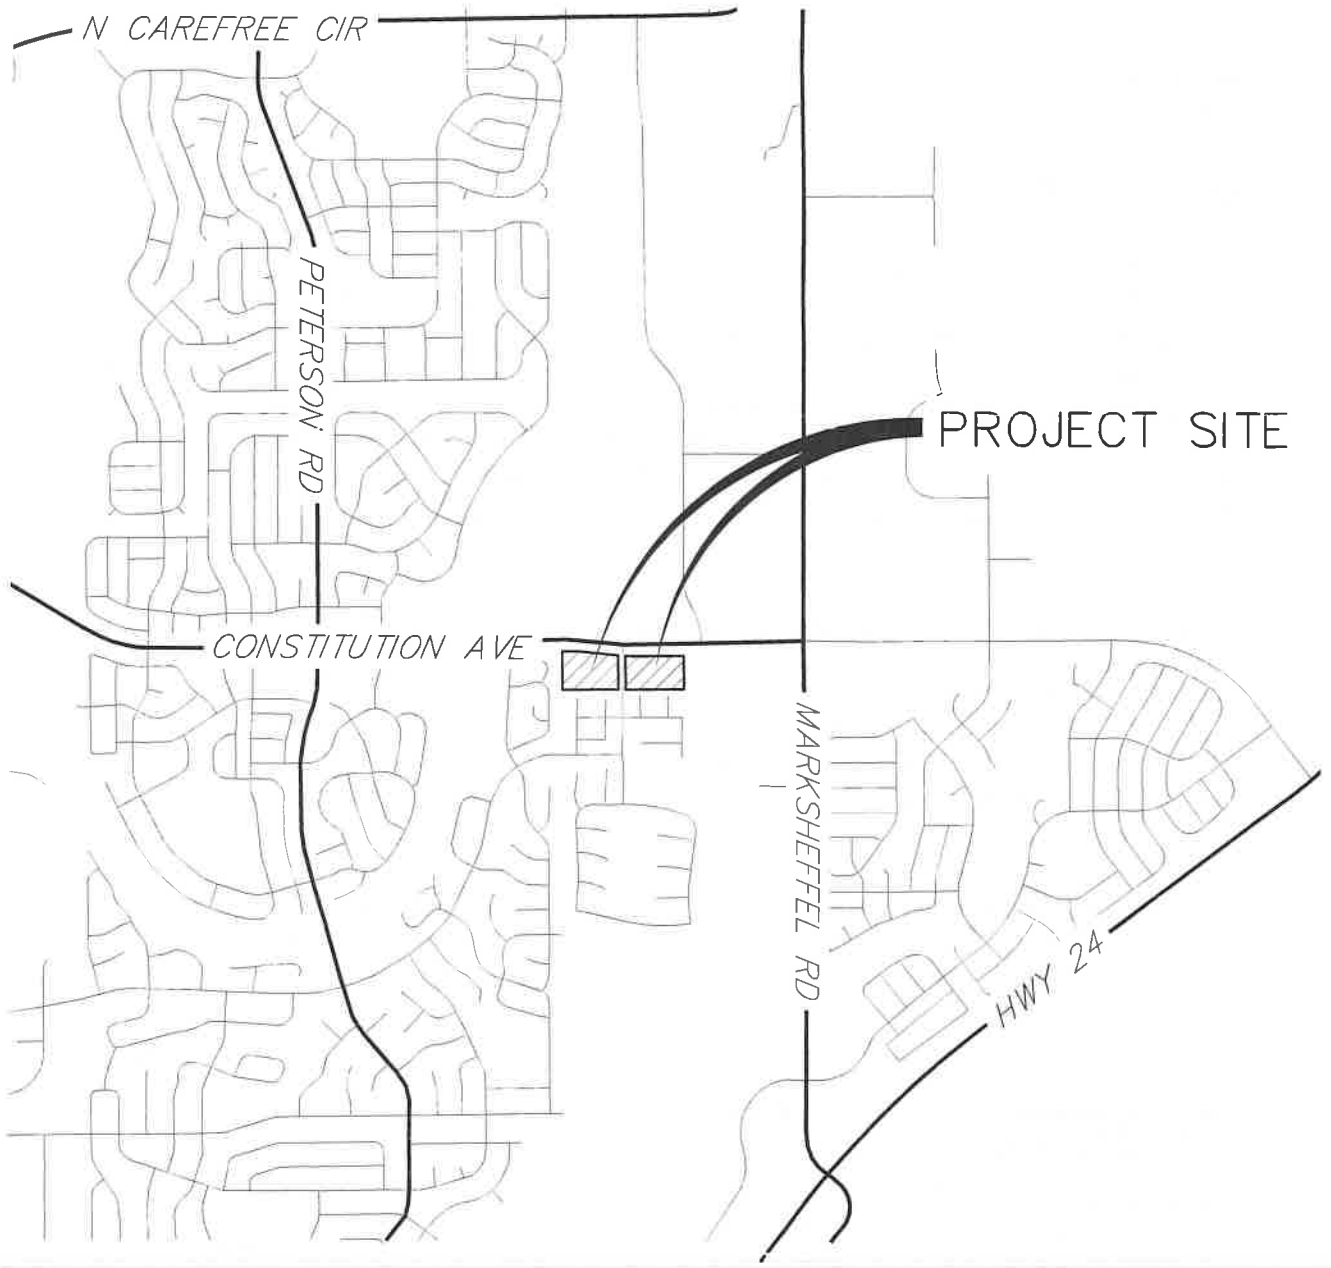 N CAREFREE CIR
PETERSON RD
PROJECT SITE
CONSTITUTION AVE
MARKSHEFFEL RD
HWY 24